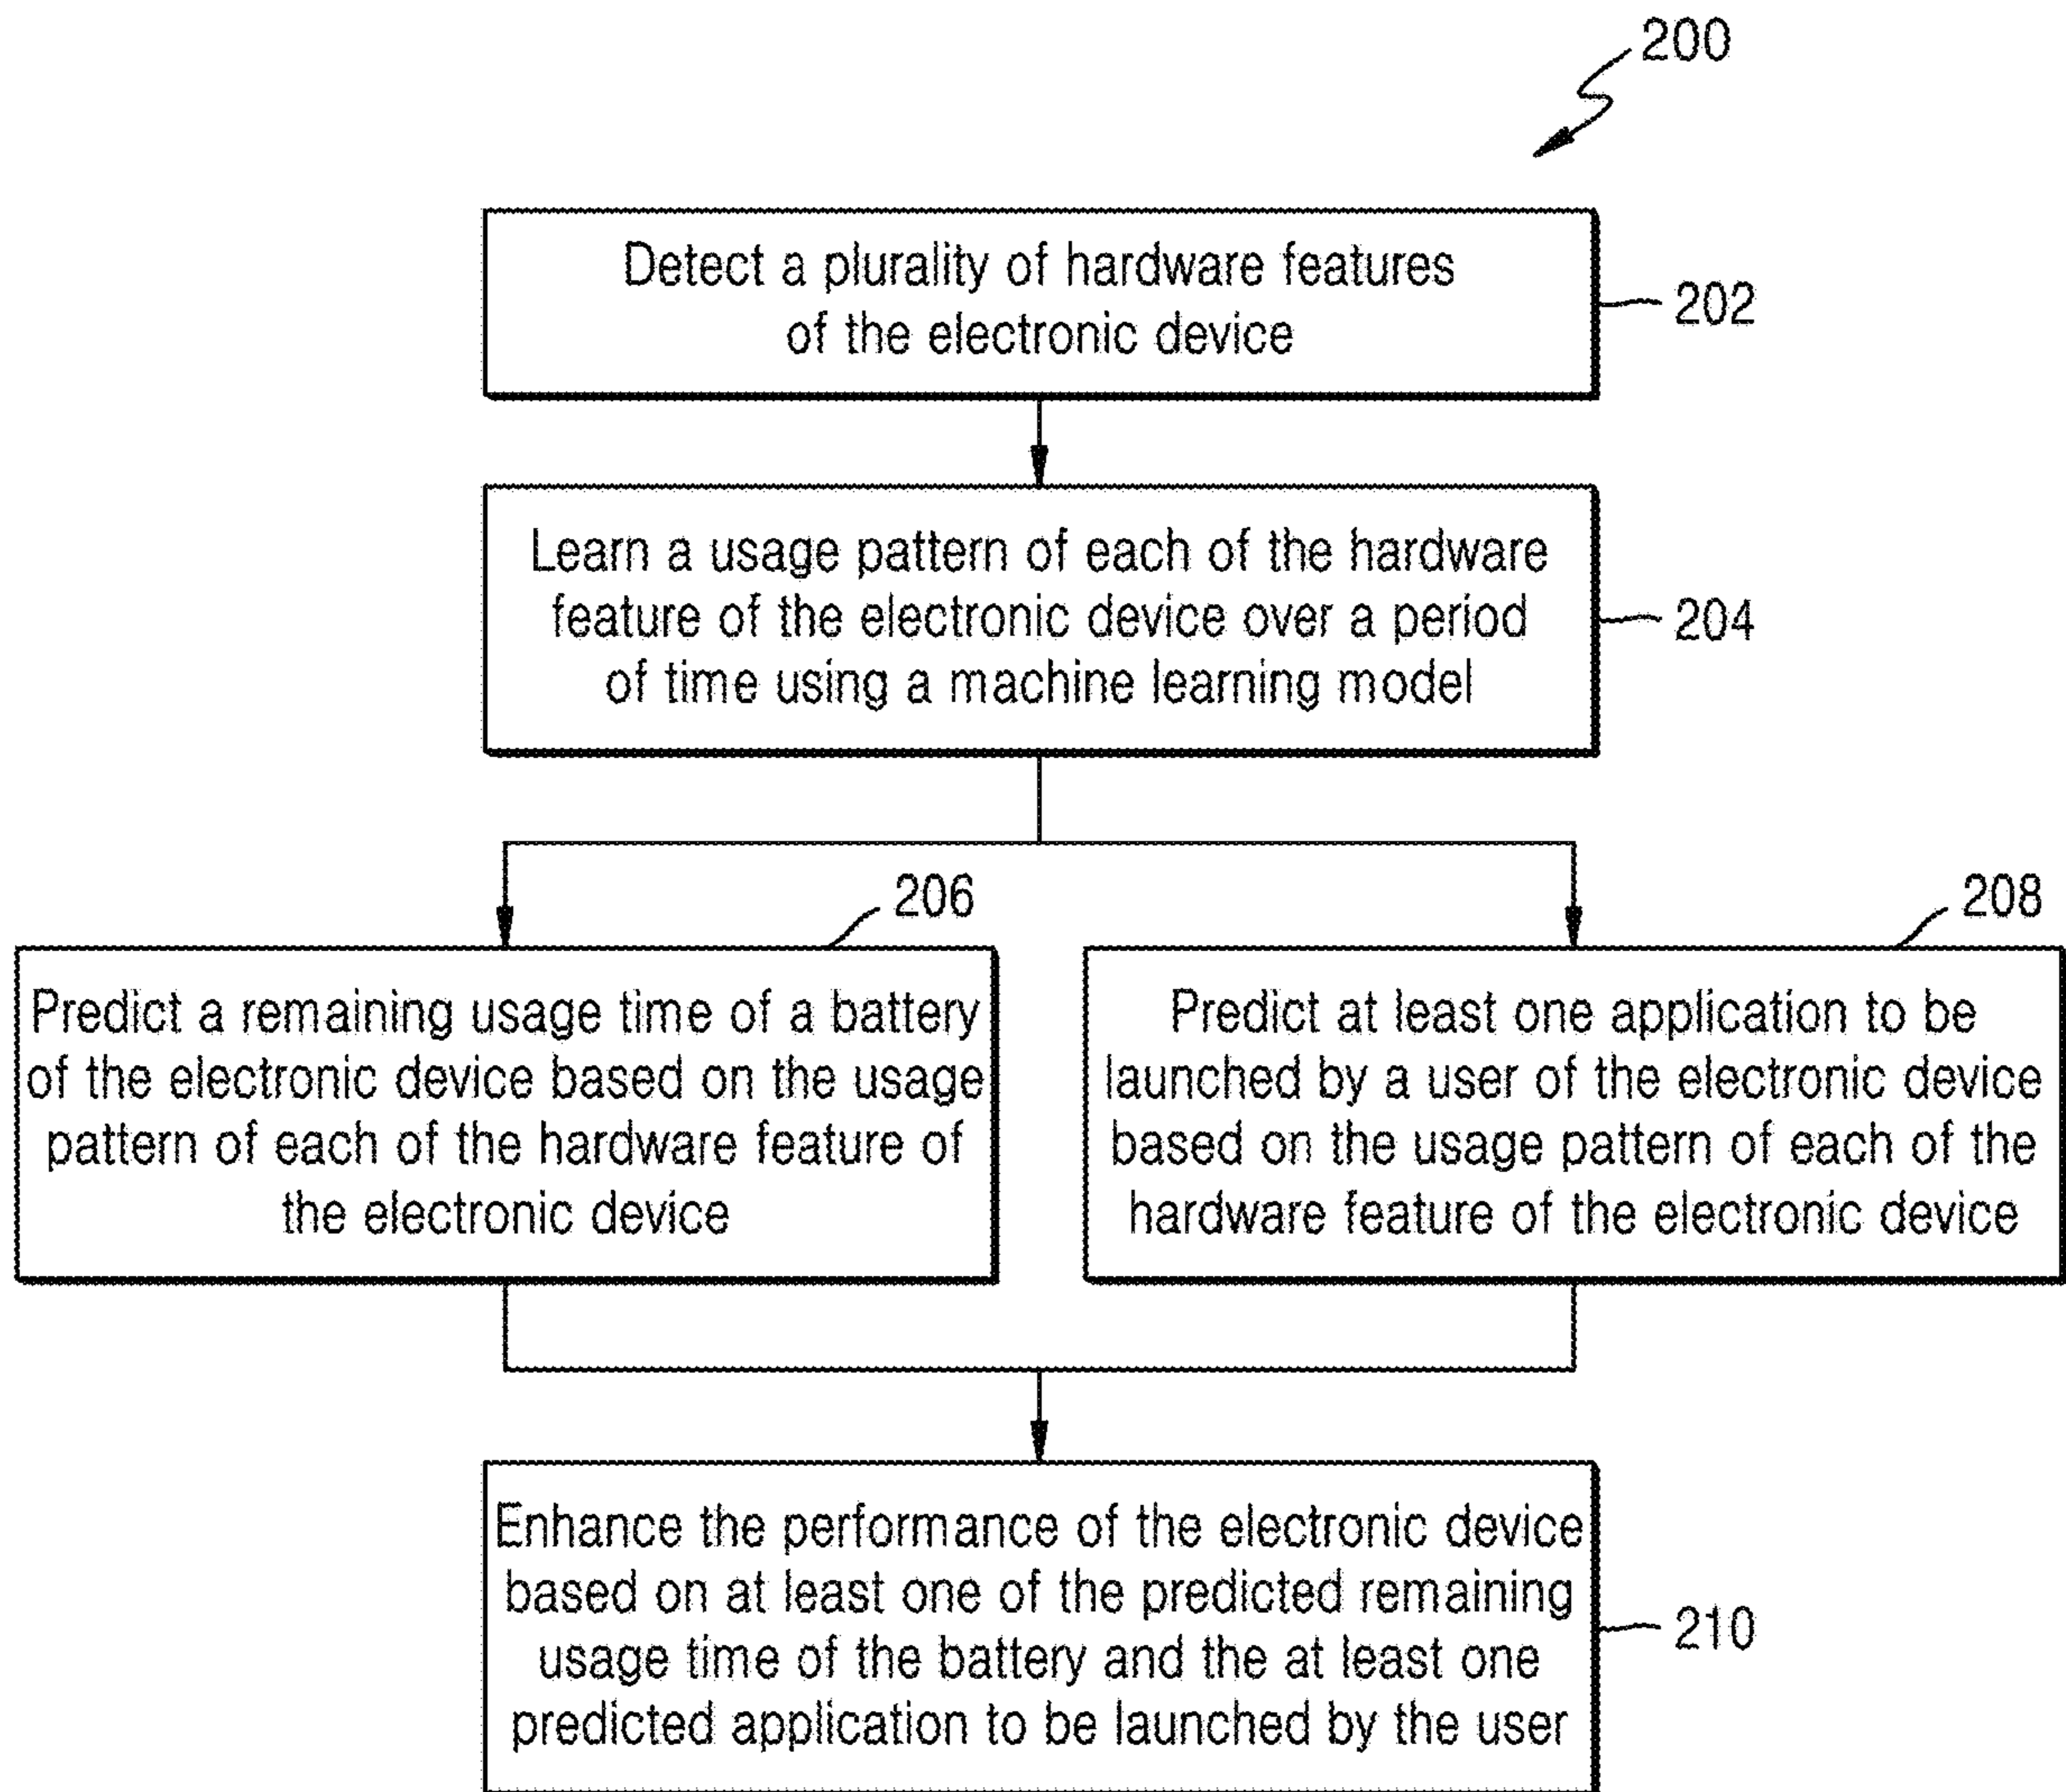 200
Detect a plurality of hardware features
of the electronic device
202
Learn a usage pattern of each of the hardware
feature of the electronic device over a period
of time using a machine learning model
204
206
Predict a remaining usage time of a battery
of the electronic device based on the usage
pattern of each of the hardware feature of
the electronic device
208
Predict at least one application to be
launched by a user of the electronic device
based on the usage pattern of each of the
hardware feature of the electronic device
Enhance the performance of the electronic device
based on at least one of the predicted remaining
usage time of the battery and the at least one
predicted application to be launched by the user
210